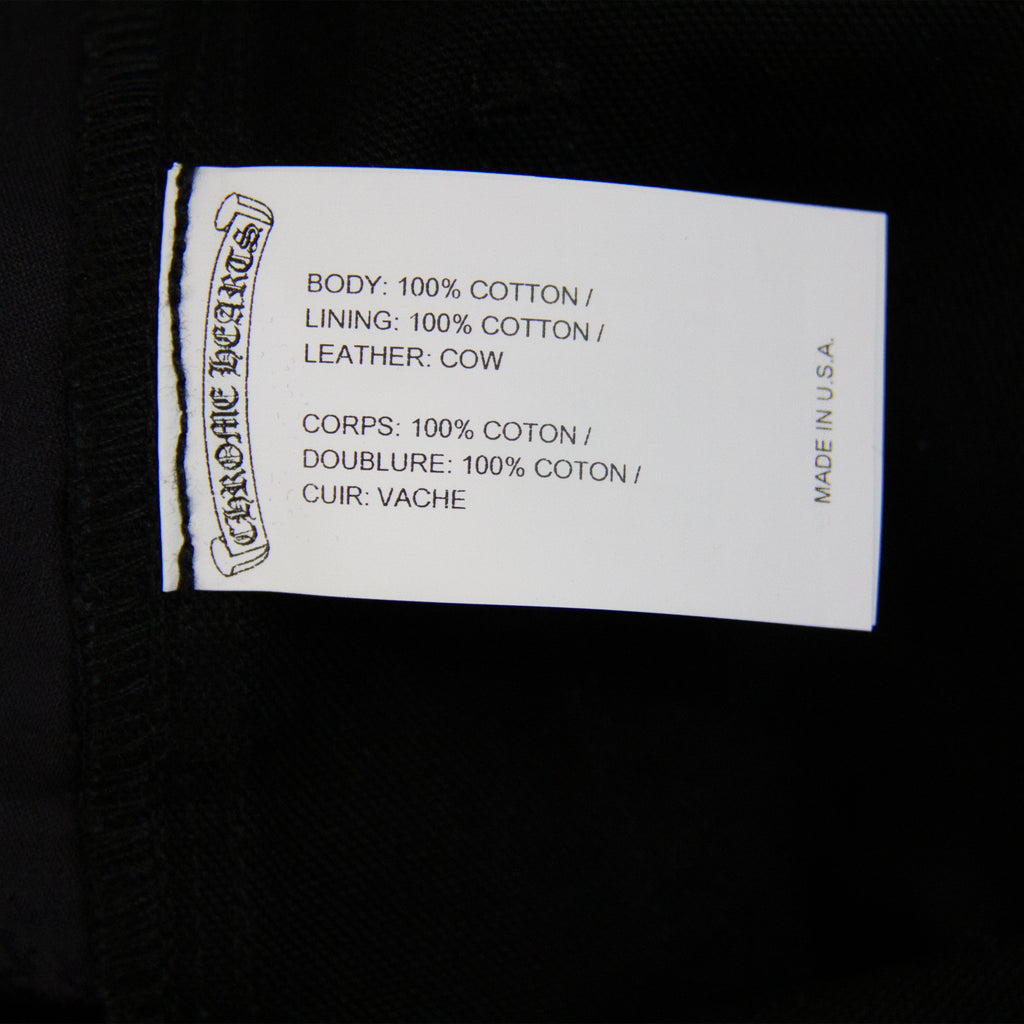 CHROME HEARTS
BODY: 100% COTTON /
LINING: 100% COTTON /
LEATHER: COW
CORPS: 100% COTON /
DOUBLURE: 100% COTON /
CUIR: VACHE
MADE IN U.S.A.